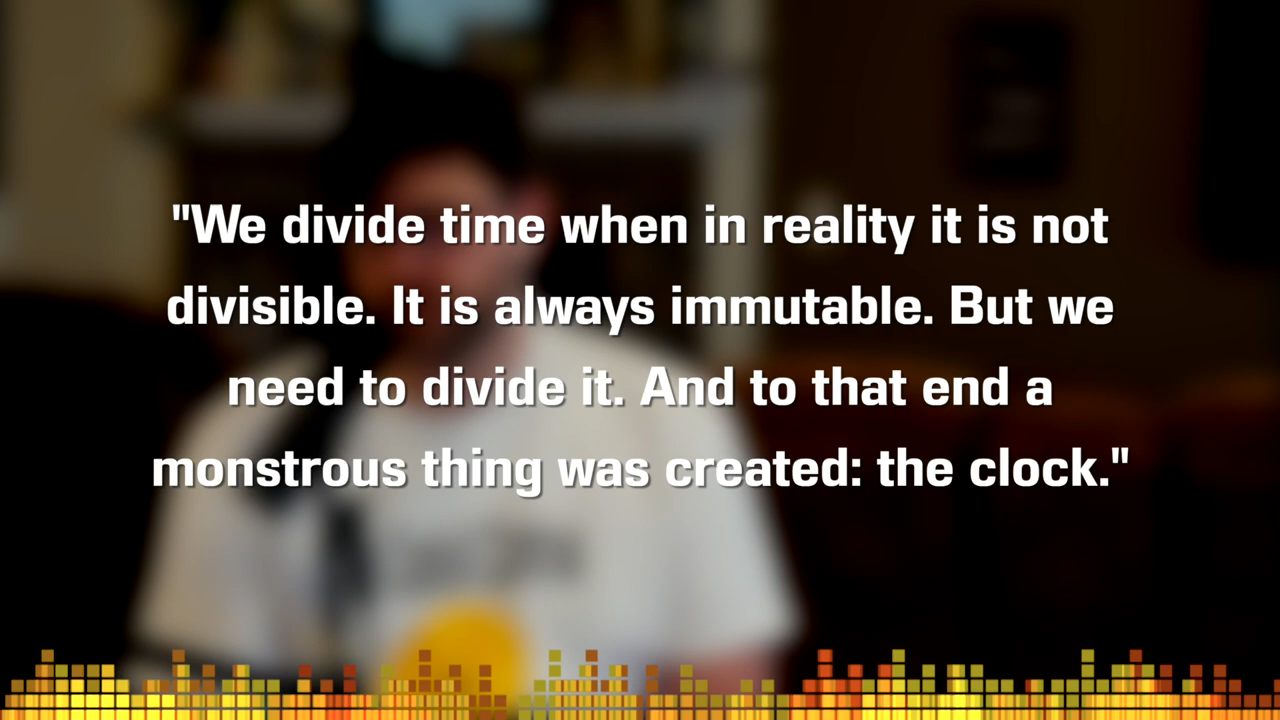 "We divide time when in reality it is not
divisible. It is always immutable. But we
need to divide it. And to that end a
monstrous thing was created: the clock."